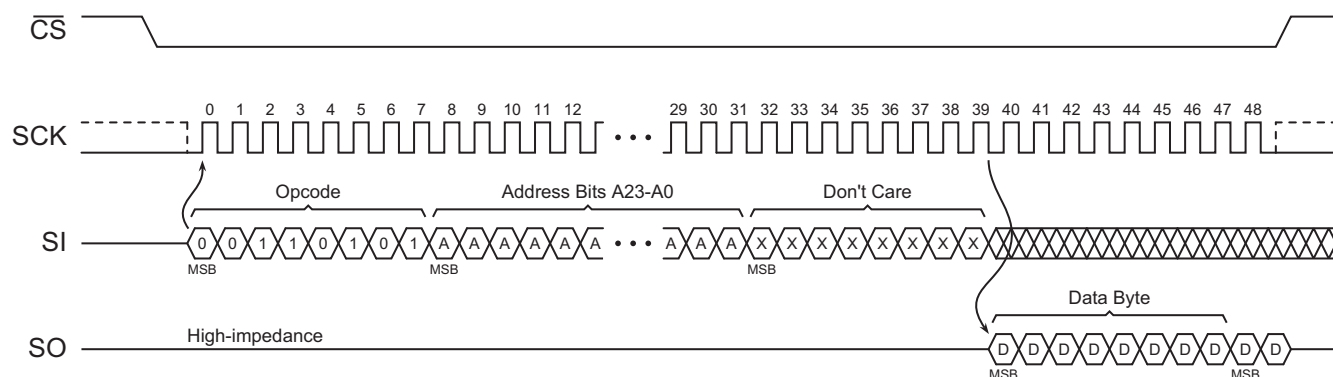 CS
0 1 2 3 4 5 6 7 8 9 10 11 12 29 30 31 32 33 34 35 36 37 38 39 40 41 42 43 44 45 46 47 48
SCK
Opcode Address Bits A23-A0 Don't Care
SI 0 0 1 1 0 1 0 1 A A A A A A A A A X X X X X X X X
MSB MSB MSB
Data Byte
High-impedance
SO D D D D D D D D D D
MSB MSB